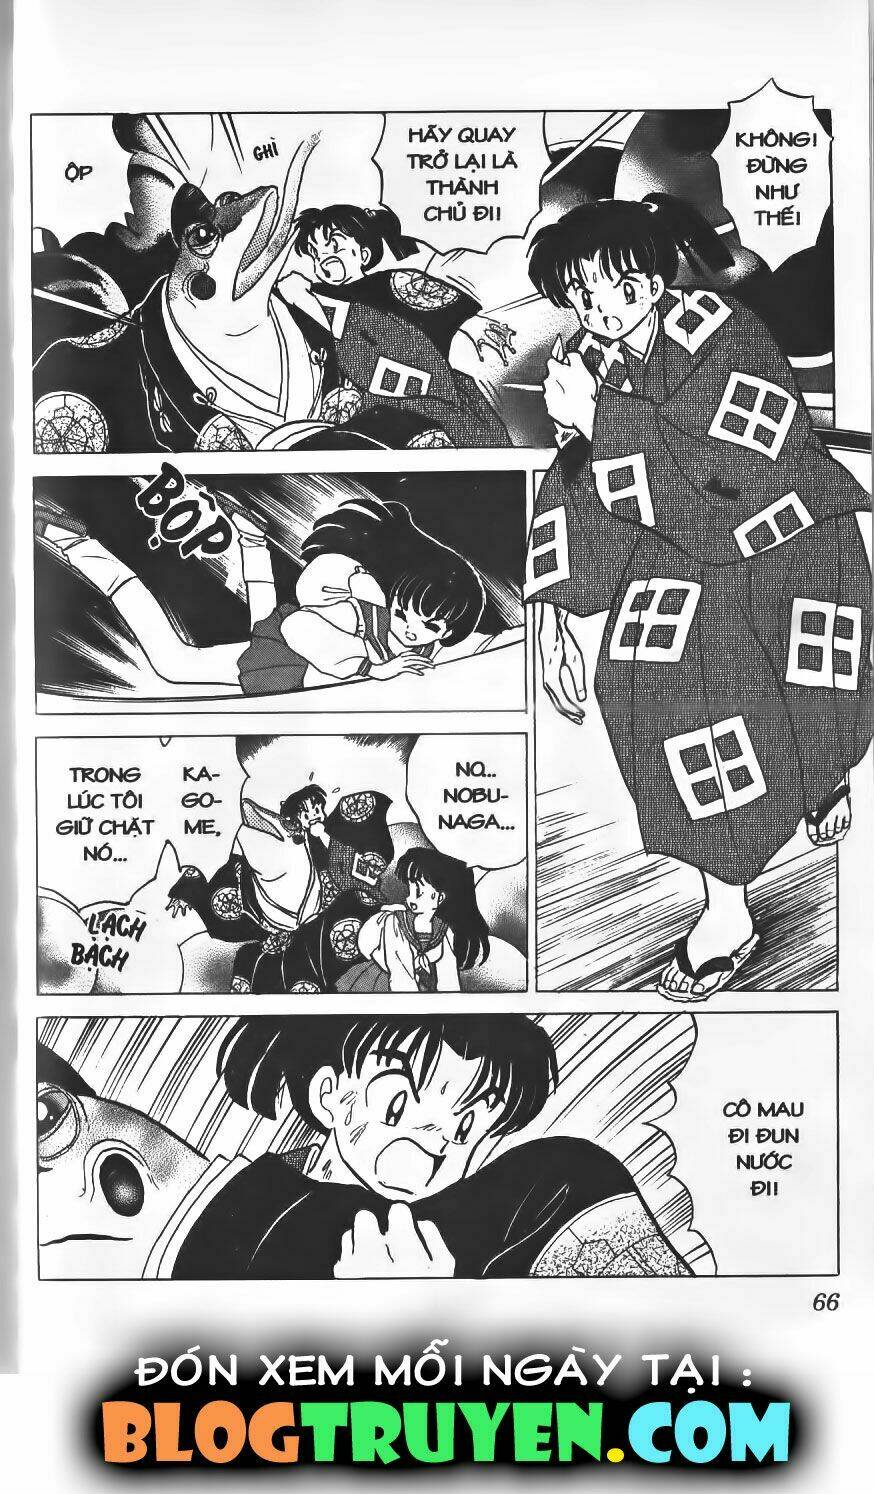 KHÔNG!
ĐỪNG
NHƯ
THẾ!
HÃY QUAY
TRỞ LẠI LÀ
THÀNH
CHỦ ĐI!
GHÌ
ỘP
BỘP
NO...
NOBU-
NAGA...
KA-
GO-
ME,
TRONG
LÚC TÔI
GIỮ CHẶT
NÓ...
LẠCH
BẠCH
CÔ MAU
ĐI ĐUN
NƯỚC
ĐI!
66
ĐÓN XEM MỖI NGÀY TẠI :
BLOGTRUYEN.COM